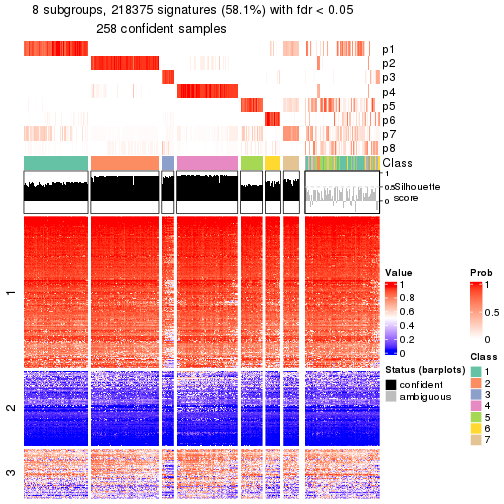 8 subgroups, 218375 signatures (58.1%) with fdr < 0.05
258 confident samples
p1
p2
p3
p4
p5
p6
p7
p8
Class
1
0.5
0
Silhouette
score
1
2
3
Value
1
0.8
0.6
0.4
0.2
0
Prob
1
0.5
0
Status (barplots)
confident
ambiguous
Class
1
2
3
4
5
6
7